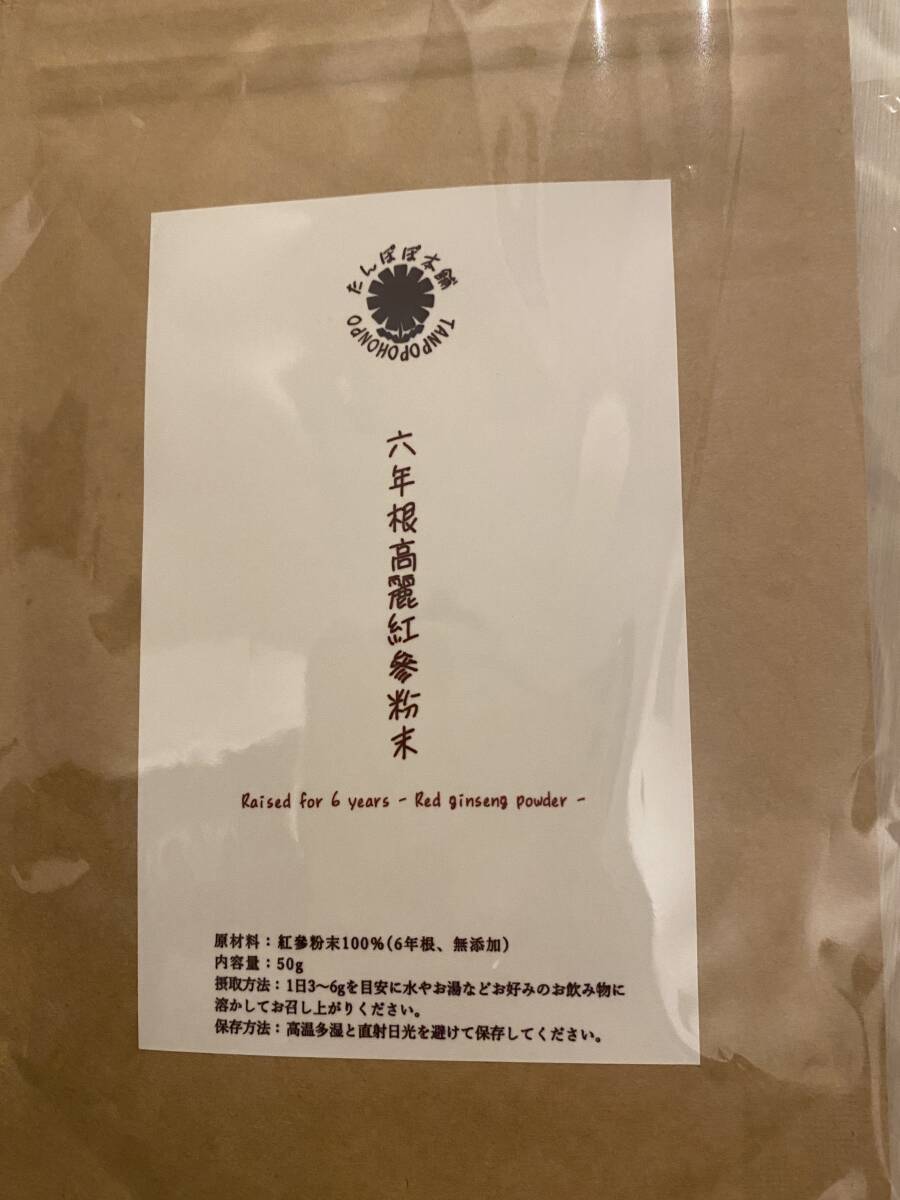 たんぽぽ本舗
TANPOPOHONPO
六年根高麗紅參粉末
Raised for 6 years - Red ginseng powder -
原材料：紅參粉末100%(6年根、無添加)
内容量：50g
摂取方法：1日3〜6gを目安に水やお湯などお好みのお飲み物に
溶かしてお召し上がりください。
保存方法：高温多湿と直射日光を避けて保存してください。